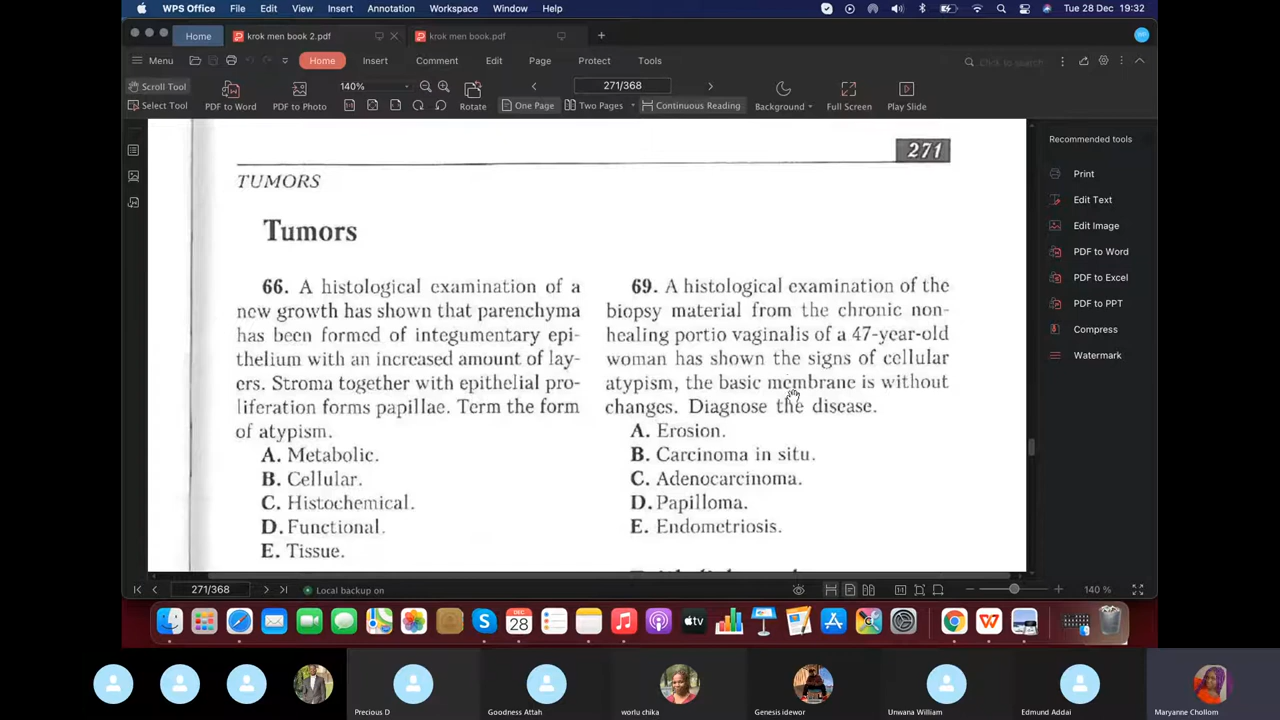 WPS Office File Edit View Insert Annotation Workspace Window Help Tue 28 Dec 19:32
Home krok men book 2.pdf krok men book.pdf
Menu Home Insert Comment Edit Page Protect Tools Click to search
Scroll Tool 140% 271/368
Select Tool PDF to Word PDF to Photo Rotate One Page Two Pages Continuous Reading Background Full Screen Play Slide
Recommended tools
Print
Edit Text
Edit Image
PDF to Word
PDF to Excel
PDF to PPT
Compress
Watermark
271
TUMORS
Tumors
66. A histological examination of a
new growth has shown that parenchyma
has been formed of integumentary epi-
thelium with an increased amount of lay-
ers. Stroma together with epithelial pro-
liferation forms papillae. Term the form
of atypism.
A. Metabolic.
B. Cellular.
C. Histochemical.
D. Functional.
E. Tissue.
69. A histological examination of the
biopsy material from the chronic non-
healing portio vaginalis of a 47-year-old
woman has shown the signs of cellular
atypism, the basic membrane is without
changes. Diagnose the disease.
A. Erosion.
B. Carcinoma in situ.
C. Adenocarcinoma.
D. Papilloma.
E. Endometriosis.
271/368 Local backup on 140 %
DEC
28
tv
Precious D Goodness Attah worlu chika Genesis idewor Unwana William Edmund Addai Maryanne Chollom